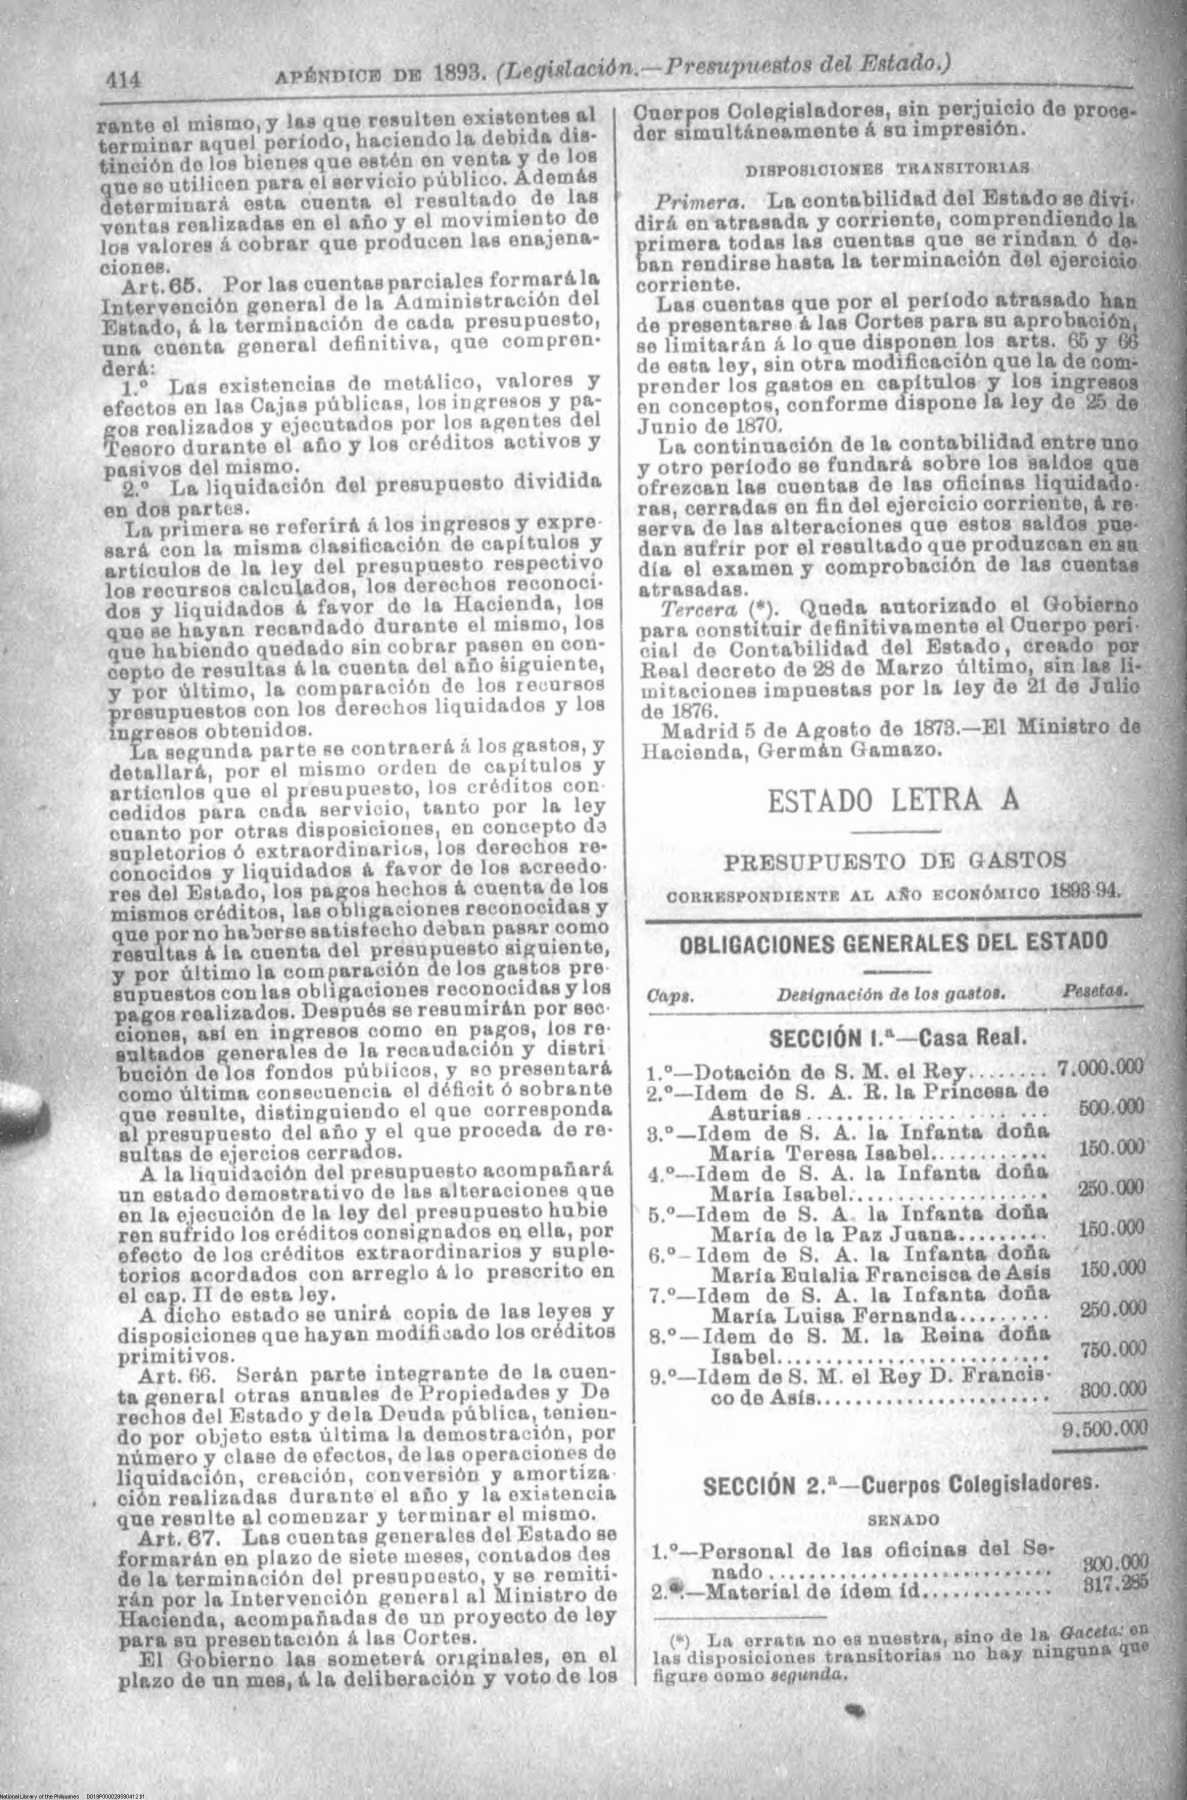 414 APÉNDICE DE 1893. (Legislación.—Presupuestos del Estado.)
rante el mismo, y las que resulten existentes al
terminar aquel período, haciendo la debida dis-
tinción de los bienes que estén en venta y de los
que se utilicen para el servicio público. Además
determinará esta cuenta el resultado de las
ventas realizadas en el año y el movimiento de
los valores á cobrar que producen las enajena-
ciones.
Art. 65. Por las cuentas parciales formará la
Intervención general de la Administración del
Estado, á la terminación de cada presupuesto,
una cuenta general definitiva, que compren-
derá:
1.º Las existencias de metálico, valores y
efectos en las Cajas públicas, los ingresos y pa-
gos realizados y ejecutados por los agentes del
Tesoro durante el año y los créditos activos y
pasivos del mismo.
2.º La liquidación del presupuesto dividida
en dos partes.
La primera se referirá á los ingresos y expre-
sará con la misma clasificación de capítulos y
artículos de la ley del presupuesto respectivo
los recursos calculados, los derechos reconoci-
dos y liquidados á favor de la Hacienda, los
que se hayan recaudado durante el mismo, los
que habiendo quedado sin cobrar pasen en con-
cepto de resultas á la cuenta del año siguiente,
y por último, la comparación de los recursos
presupuestos con los derechos liquidados y los
ingresos obtenidos.
La segunda parte se contraerá á los gastos, y
detallará, por el mismo orden de capítulos y
artículos que el presupuesto, los créditos con-
cedidos para cada servicio, tanto por la ley
cuanto por otras disposiciones, en concepto de
supletorios ó extraordinarios, los derechos re-
conocidos y liquidados á favor de los acreedo-
res del Estado, los pagos hechos á cuenta de los
mismos créditos, las obligaciones reconocidas y
que por no haberse satisfecho deban pasar como
resultas á la cuenta del presupuesto siguiente,
y por último la comparación de los gastos pre-
supuestos con las obligaciones reconocidas y los
pagos realizados. Después se resumirán por sec-
ciones, así en ingresos como en pagos, los re-
sultados generales de la recaudación y distri
bución de los fondos públicos, y se presentará
como última consecuencia el déficit ó sobrante
que resulte, distinguiendo el que corresponda
al presupuesto del año y el que proceda de re-
sultas de ejercios cerrados.
A la liquidación del presupuesto acompañará
un estado demostrativo de las alteraciones que
en la ejecución de la ley del presupuesto hubie
ren sufrido los créditos consignados en ella, por
efecto de los créditos extraordinarios y suple-
torios acordados con arreglo á lo prescrito en
el cap. II de esta ley.
A dicho estado se unirá copia de las leyes y
disposiciones que hayan modificado los créditos
primitivos.
Art. 66. Serán parte integrante de la cuen-
ta general otras anuales de Propiedades y De
rechos del Estado y de la Deuda pública, tenien-
do por objeto esta última la demostración, por
número y clase de efectos, de las operaciones de
liquidación, creación, conversión y amortiza-
ción realizadas durante el año y la existencia
que resulte al comenzar y terminar el mismo.
Art. 67. Las cuentas generales del Estado se
formarán en plazo de siete meses, contados des
de la terminación del presupuesto, y se remiti-
rán por la Intervención general al Ministro de
Hacienda, acompañadas de un proyecto de ley
para su presentación á las Cortes.
El Gobierno las someterá originales, en el
plazo de un mes, á la deliberación y voto de los
Cuerpos Colegisladores, sin perjuicio de proce-
der simultáneamente á su impresión.
DISPOSICIONES TRANSITORIAS
Primera. La contabilidad del Estado se divi-
dirá en atrasada y corriente, comprendiendo la
primera todas las cuentas que se rindan ó de-
ban rendirse hasta la terminación del ejercicio
corriente.
Las cuentas que por el período atrasado han
de presentarse á las Cortes para su aprobación,
se limitarán á lo que disponen los arts. 65 y 66
de esta ley, sin otra modificación que la de com-
prender los gastos en capítulos y los ingresos
en conceptos, conforme dispone la ley de 25 de
Junio de 1870.
La continuación de la contabilidad entre uno
y otro período se fundará sobre los saldos que
ofrezcan las cuentas de las oficinas liquidado-
ras, cerradas en fin del ejercicio corriente, á re-
serva de las alteraciones que estos saldos pue-
dan sufrir por el resultado que produzcan en su
día el examen y comprobación de las cuentas
atrasadas.
Tercera (*). Queda autorizado el Gobierno
para constituir definitivamente el Cuerpo peri-
cial de Contabilidad del Estado, creado por
Real decreto de 28 de Marzo último, sin las li-
mitaciones impuestas por la ley de 21 de Julio
de 1876.
Madrid 5 de Agosto de 1873.—El Ministro de
Hacienda, Germán Gamazo.
ESTADO LETRA A
PRESUPUESTO DE GASTOS
CORRESPONDIENTE AL AÑO ECONÓMICO 1893-94.
OBLIGACIONES GENERALES DEL ESTADO
Caps. Designación de los gastos. Pesetas.
SECCIÓN 1.ª—Casa Real.
1.º—Dotación de S. M. el Rey........ 7.000.000
2.º—Idem de S. A. R. la Princesa de
Asturias...................... 500.000
3.º—Idem de S. A. la Infanta doña
María Teresa Isabel............ 150.000
4.º—Idem de S. A. la Infanta doña
María Isabel.................... 250.000
5.º—Idem de S. A. la Infanta doña
María de la Paz Juana......... 150.000
6.º—Idem de S. A. la Infanta doña
María Eulalia Francisca de Asís 150.000
7.º—Idem de S. A. la Infanta doña
María Luisa Fernanda......... 250.000
8.º—Idem de S. M. la Reina doña
Isabel........................... 750.000
9.º—Idem de S. M. el Rey D. Francis-
co de Asís....................... 300.000
9.500.000
SECCIÓN 2.ª—Cuerpos Colegisladores.
SENADO
1.º—Personal de las oficinas del Se-
nado........................... 300.000
2.º—Material de ídem íd............. 317.285
(*) La errata no es nuestra, sino de la Gaceta: en
las disposiciones transitorias no hay ninguna que
figure como segunda.
National Library of the Philippines